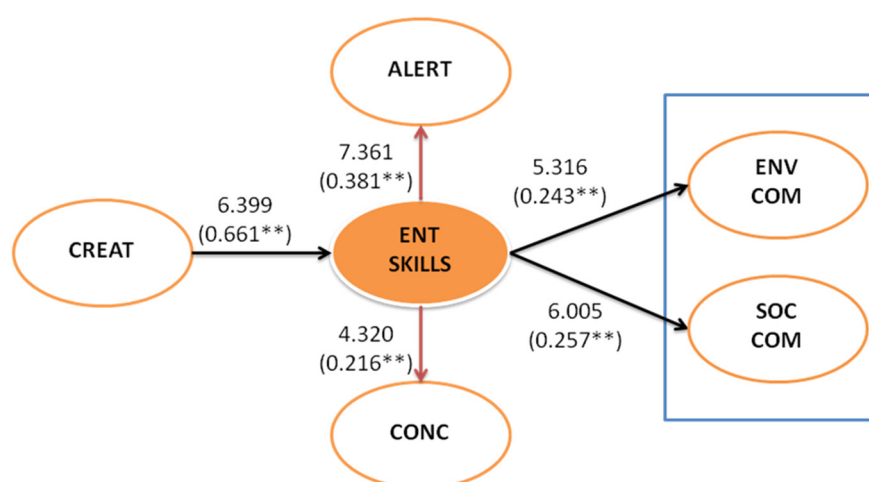 ALERT
7.361
(0.381**)
5.316
(0.243**)
ENV
COM
6.399
(0.661**)
CREAT
ENT
SKILLS
4.320
(0.216**)
6.005
(0.257**)
SOC
COM
CONC